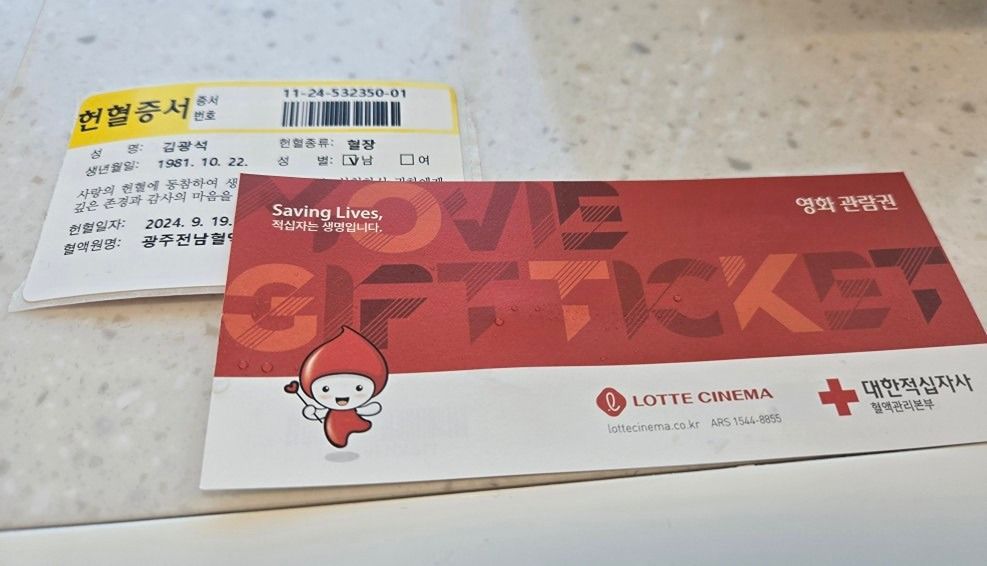 헌혈증서 증서번호 11-24-532350-01
성 명: 김광석 헌혈종류: 혈장
생년월일: 1981. 10. 22. 성 별: ☑남 ☐여
사랑의 헌혈에 동참하여
깊은 존경과 감사의 마음을
헌혈일자: 2024. 9. 19.
혈액원명: 광주전남혈액
MOVIE
GIFT TICKET
Saving Lives,
적십자는 생명입니다.
영화 관람권
LOTTE CINEMA
lottecinema.co.kr ARS 1544-8855
대한적십자사
혈액관리본부